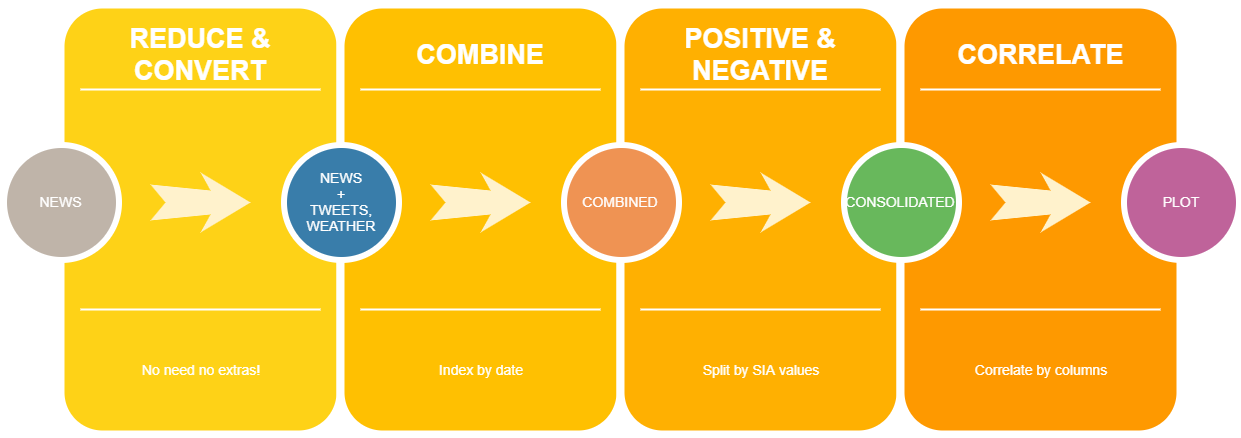 REDUCE &
CONVERT
COMBINE
POSITIVE &
NEGATIVE
CORRELATE
NEWS
NEWS
+
TWEETS,
WEATHER
COMBINED
CONSOLIDATED
PLOT
No need no extras!
Index by date
Split by SIA values
Correlate by columns